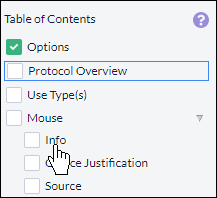 Table of Contents ?
Options
Protocol Overview
Use Type(s)
Mouse
Info
Justification
Source